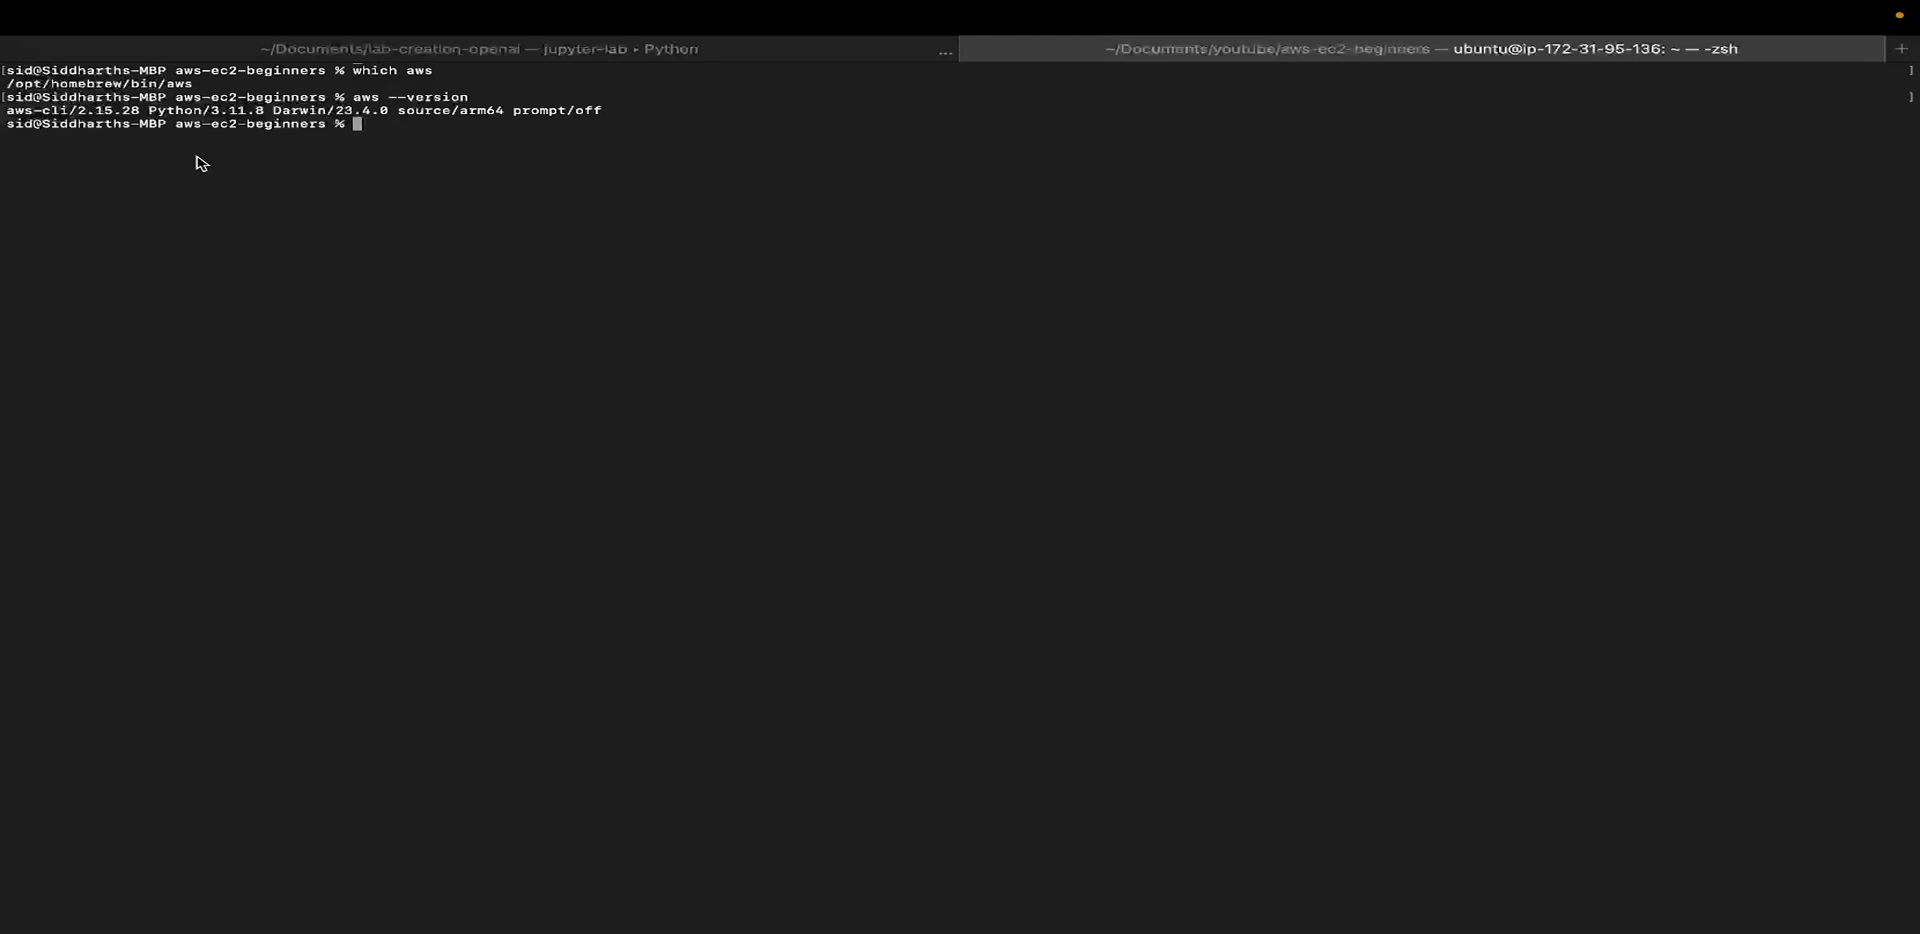 ~/Documents/lab-creation-openai — jupyter-lab ▸ Python
...
~/Documents/youtube/aws-ec2-beginners — ubuntu@ip-172-31-95-136: ~ — -zsh
+
[sid@Siddharths-MBP aws-ec2-beginners % which aws ]
/opt/homebrew/bin/aws
[sid@Siddharths-MBP aws-ec2-beginners % aws --version ]
aws-cli/2.15.28 Python/3.11.8 Darwin/23.4.0 source/arm64 prompt/off
sid@Siddharths-MBP aws-ec2-beginners %